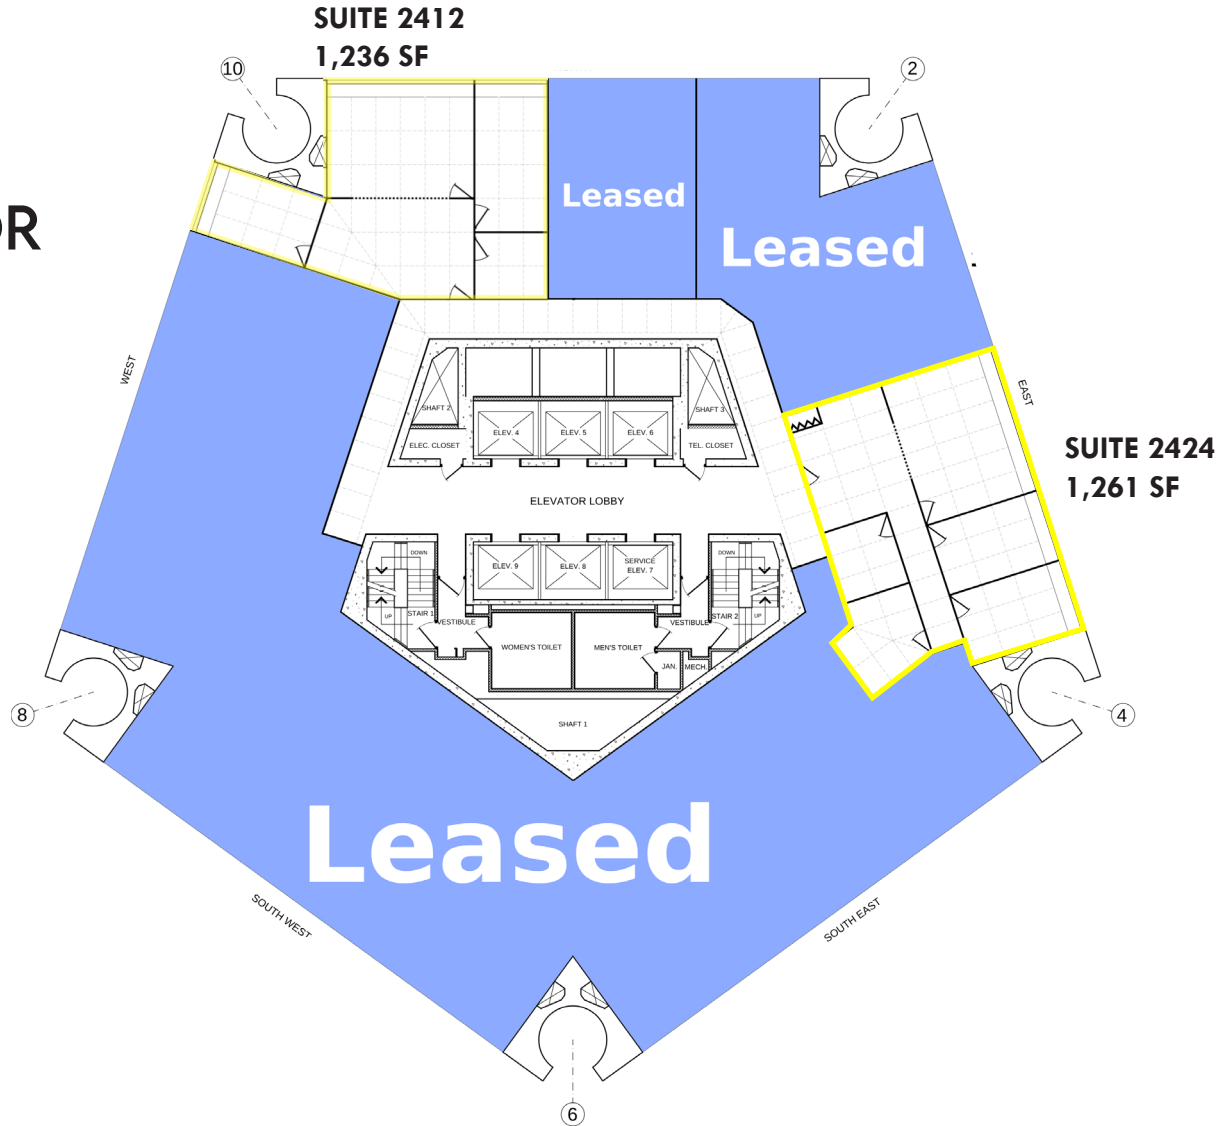 SUITE 2412
1,236 SF
10
2
OR
Leased
Leased
WEST
EAST
SHAFT 2
SHAFT 3
ELEV. 4
ELEV. 5
ELEV. 6
ELEC. CLOSET
TEL. CLOSET
SUITE 2424
1,261 SF
ELEVATOR LOBBY
DOWN
DOWN
ELEV. 9
ELEV. 8
SERVICE
ELEV. 7
UP
STAIR 1
VESTIBULE
VESTIBULE
STAIR 2
UP
WOMEN'S TOILET
MEN'S TOILET
JAN.
MECH.
SHAFT 1
8
4
Leased
SOUTH WEST
SOUTH EAST
6